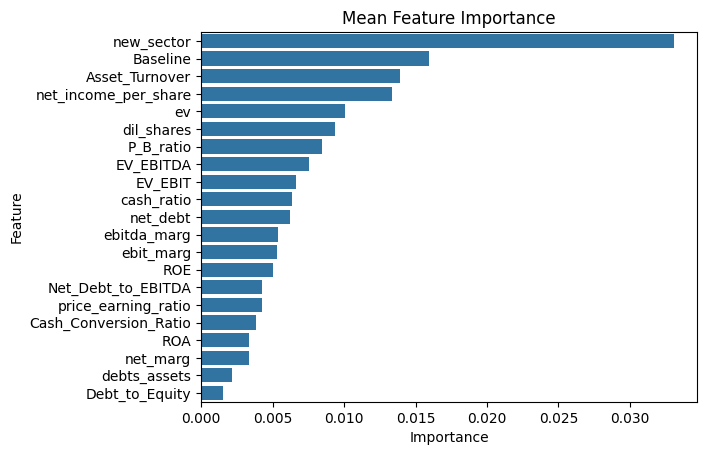 Mean Feature Importance
Feature
new_sector
Baseline
Asset_Turnover
net_income_per_share
ev
dil_shares
P_B_ratio
EV_EBITDA
EV_EBIT
cash_ratio
net_debt
ebitda_marg
ebit_marg
ROE
Net_Debt_to_EBITDA
price_earning_ratio
Cash_Conversion_Ratio
ROA
net_marg
debts_assets
Debt_to_Equity
0.000 0.005 0.010 0.015 0.020 0.025 0.030
Importance